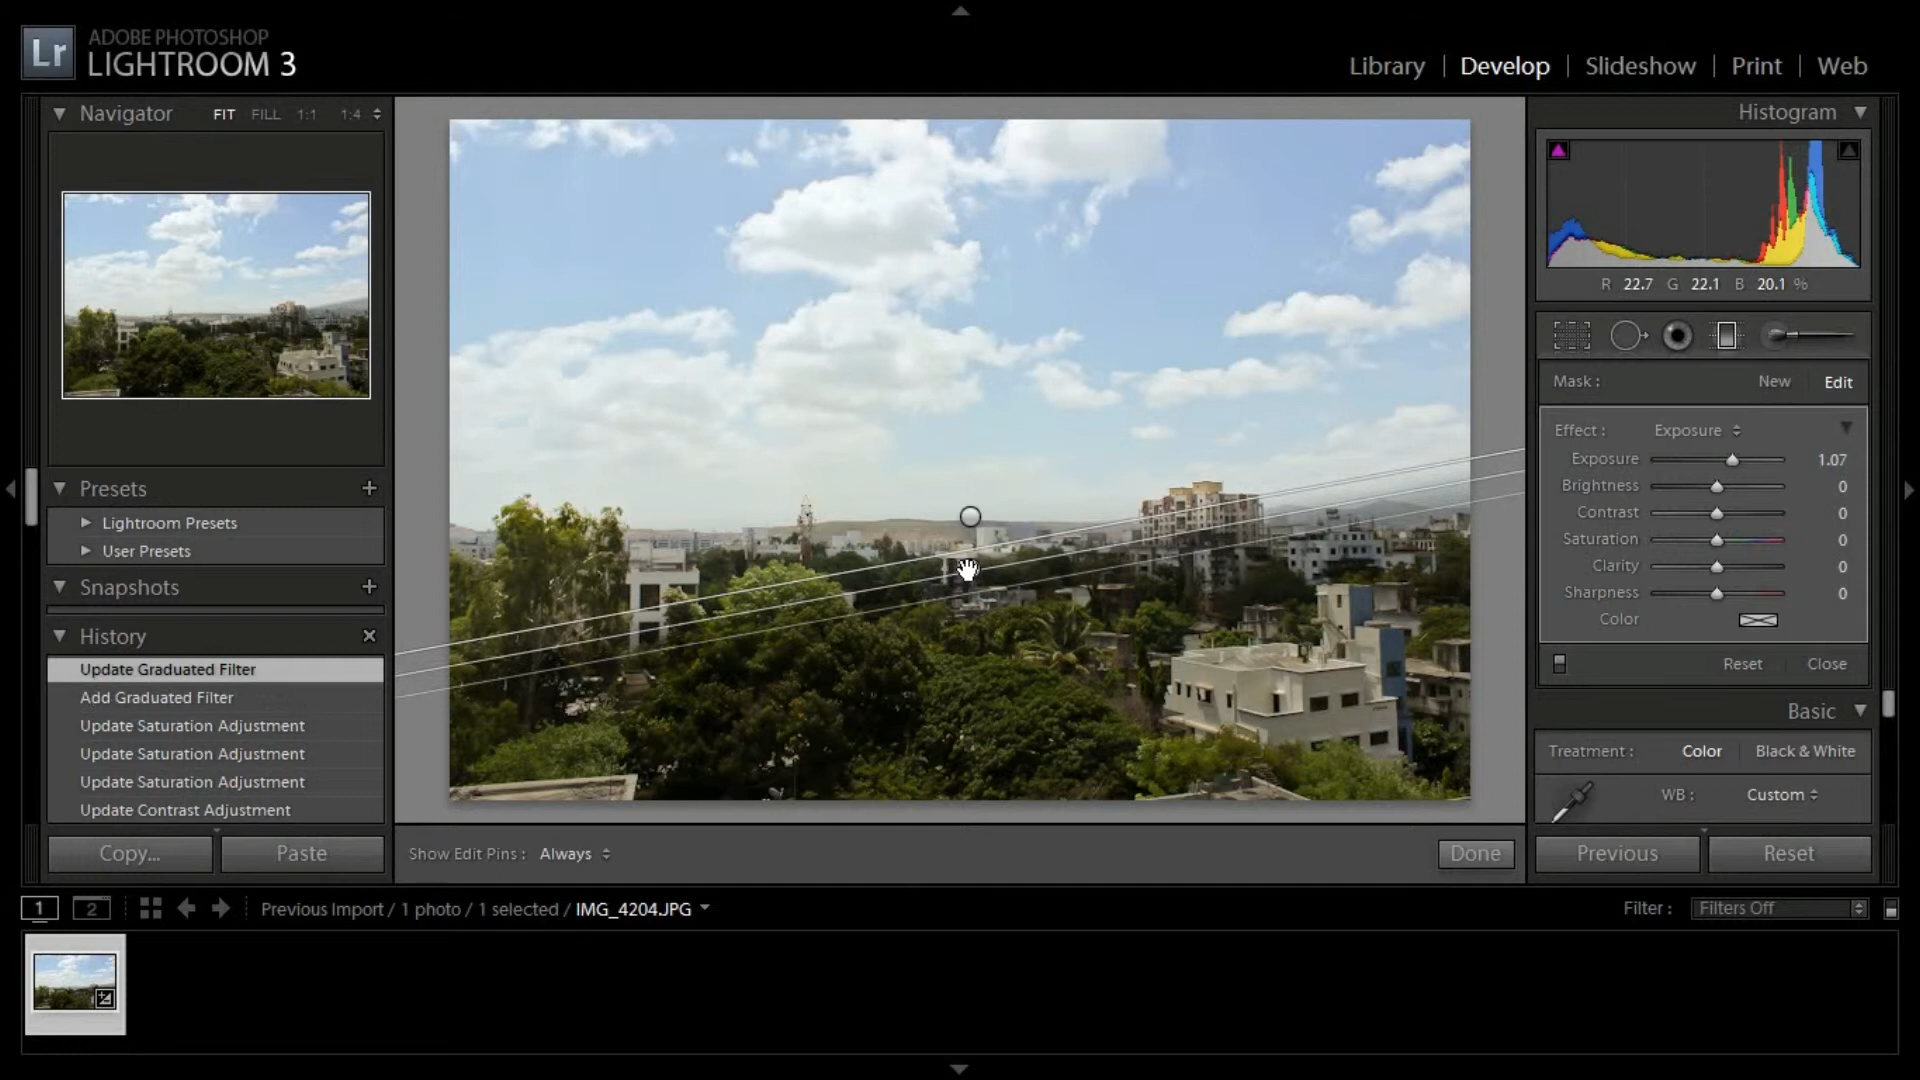 Lr
ADOBE PHOTOSHOP
LIGHTROOM 3
Library | Develop | Slideshow | Print | Web
Navigator FIT FILL 1:1 1:4
Presets +
Lightroom Presets
User Presets
Snapshots +
History ×
Update Graduated Filter
Add Graduated Filter
Update Saturation Adjustment
Update Saturation Adjustment
Update Saturation Adjustment
Update Contrast Adjustment
Copy... Paste
Show Edit Pins : Always
Done
Histogram
R 22.7 G 22.1 B 20.1 %
Mask : New Edit
Effect : Exposure
Exposure 1.07
Brightness 0
Contrast 0
Saturation 0
Clarity 0
Sharpness 0
Color
Reset Close
Basic
Treatment : Color Black & White
WB : Custom
Previous Reset
1 2 Previous Import / 1 photo / 1 selected / IMG_4204.JPG
Filter : Filters Off